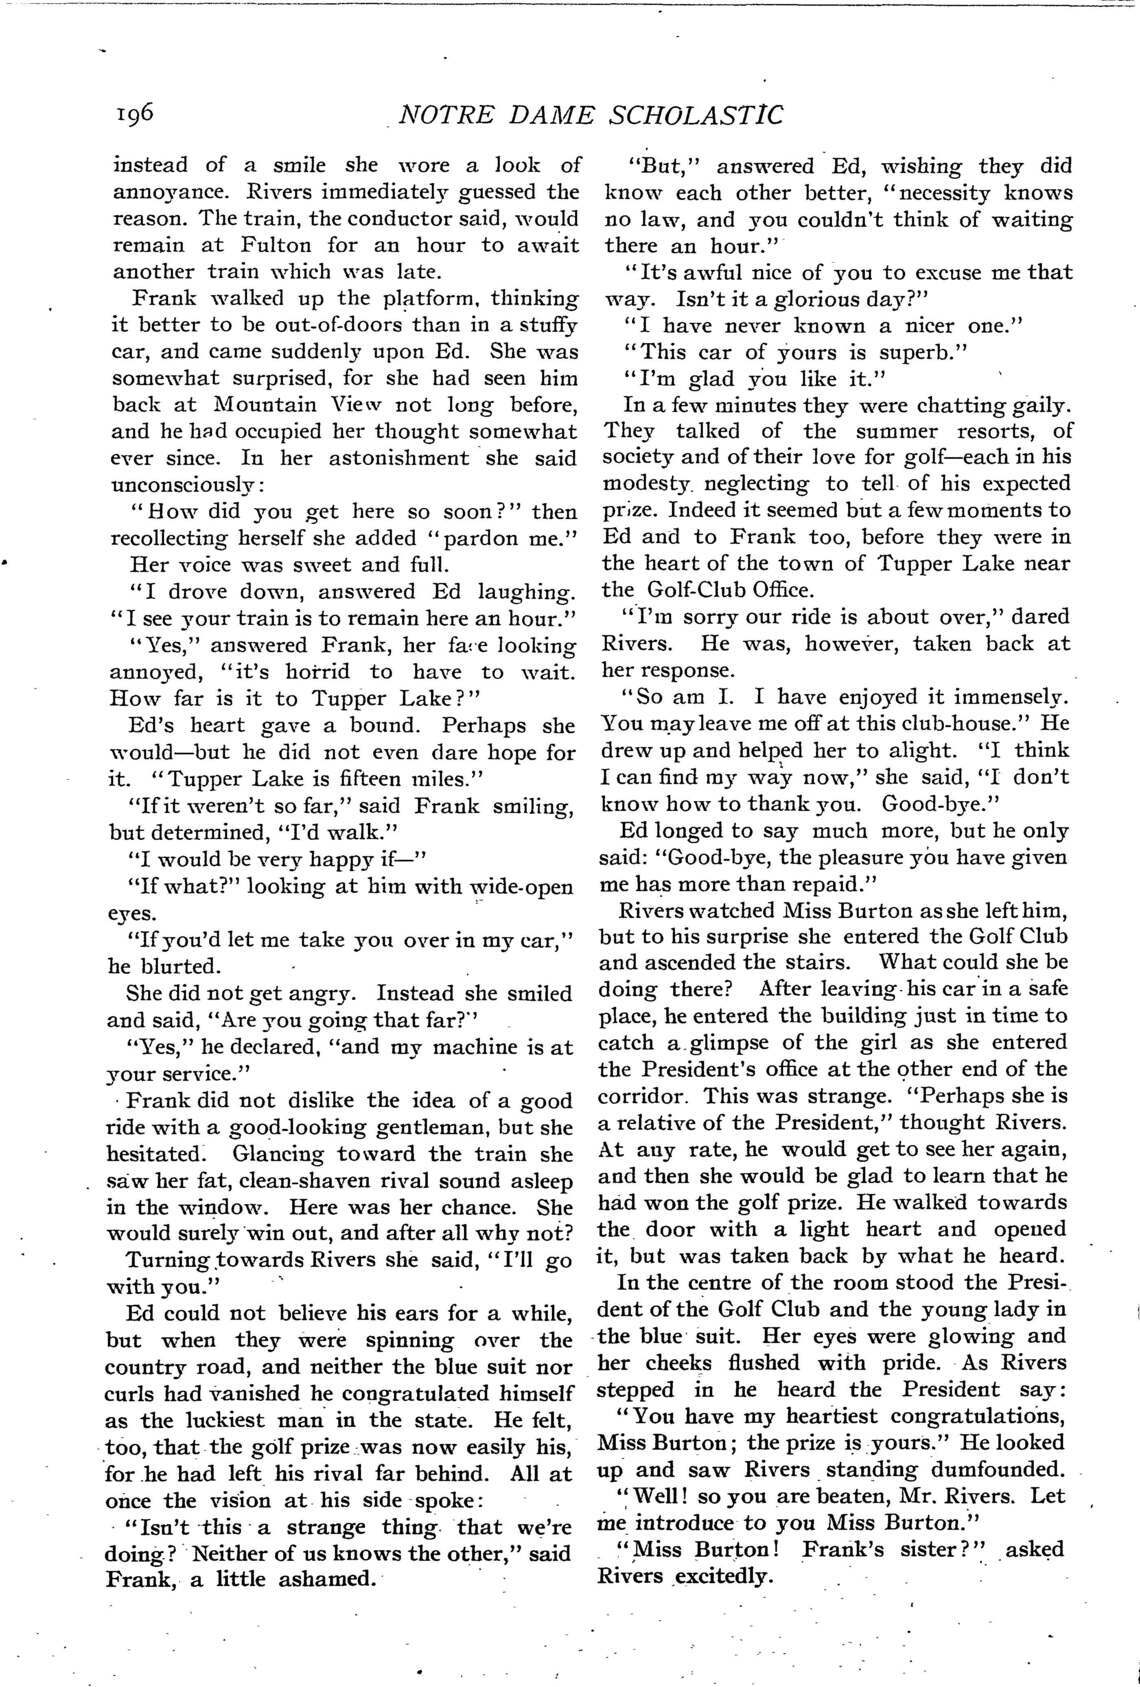 196
NOTRE DAME SCHOLASTIC
instead of a smile she wore a look of
annoyance. Rivers immediately guessed the
reason. The train, the conductor said, would
remain at Fulton for an hour to await
another train which was late.
Frank walked up the platform, thinking
it better to be out-of-doors than in a stuffy
car, and came suddenly upon Ed. She was
somewhat surprised, for she had seen him
back at Mountain View not long before,
and he had occupied her thought somewhat
ever since. In her astonishment she said
unconsciously:
"How did you get here so soon?" then
recollecting herself she added "pardon me."
Her voice was sweet and full.
"I drove down, answered Ed laughing.
"I see your train is to remain here an hour."
"Yes," answered Frank, her face looking
annoyed, "it's horrid to have to wait.
How far is it to Tupper Lake?"
Ed's heart gave a bound. Perhaps she
would—but he did not even dare hope for
it. "Tupper Lake is fifteen miles."
"If it weren't so far," said Frank smiling,
but determined, "I'd walk."
"I would be very happy if—"
"If what?" looking at him with wide-open
eyes.
"If you'd let me take you over in my car,"
he blurted.
She did not get angry. Instead she smiled
and said, "Are you going that far?"
"Yes," he declared, "and my machine is at
your service."
Frank did not dislike the idea of a good
ride with a good-looking gentleman, but she
hesitated. Glancing toward the train she
saw her fat, clean-shaven rival sound asleep
in the window. Here was her chance. She
would surely win out, and after all why not?
Turning towards Rivers she said, "I'll go
with you."
Ed could not believe his ears for a while,
but when they were spinning over the
country road, and neither the blue suit nor
curls had vanished he congratulated himself
as the luckiest man in the state. He felt,
too, that the golf prize was now easily his,
for he had left his rival far behind. All at
once the vision at his side spoke:
"Isn't this a strange thing that we're
doing? Neither of us knows the other," said
Frank, a little ashamed.
"But," answered Ed, wishing they did
know each other better, "necessity knows
no law, and you couldn't think of waiting
there an hour."
"It's awful nice of you to excuse me that
way. Isn't it a glorious day?"
"I have never known a nicer one."
"This car of yours is superb."
"I'm glad you like it."
In a few minutes they were chatting gaily.
They talked of the summer resorts, of
society and of their love for golf—each in his
modesty neglecting to tell of his expected
prize. Indeed it seemed but a few moments to
Ed and to Frank too, before they were in
the heart of the town of Tupper Lake near
the Golf-Club Office.
"I'm sorry our ride is about over," dared
Rivers. He was, however, taken back at
her response.
"So am I. I have enjoyed it immensely.
You may leave me off at this club-house." He
drew up and helped her to alight. "I think
I can find my way now," she said, "I don't
know how to thank you. Good-bye."
Ed longed to say much more, but he only
said: "Good-bye, the pleasure you have given
me has more than repaid."
Rivers watched Miss Burton as she left him,
but to his surprise she entered the Golf Club
and ascended the stairs. What could she be
doing there? After leaving his car in a safe
place, he entered the building just in time to
catch a glimpse of the girl as she entered
the President's office at the other end of the
corridor. This was strange. "Perhaps she is
a relative of the President," thought Rivers.
At any rate, he would get to see her again,
and then she would be glad to learn that he
had won the golf prize. He walked towards
the door with a light heart and opened
it, but was taken back by what he heard.
In the centre of the room stood the Presi-
dent of the Golf Club and the young lady in
the blue suit. Her eyes were glowing and
her cheeks flushed with pride. As Rivers
stepped in he heard the President say:
"You have my heartiest congratulations,
Miss Burton; the prize is yours." He looked
up and saw Rivers standing dumfounded.
"Well! so you are beaten, Mr. Rivers. Let
me introduce to you Miss Burton."
"Miss Burton! Frank's sister?" asked
Rivers excitedly.